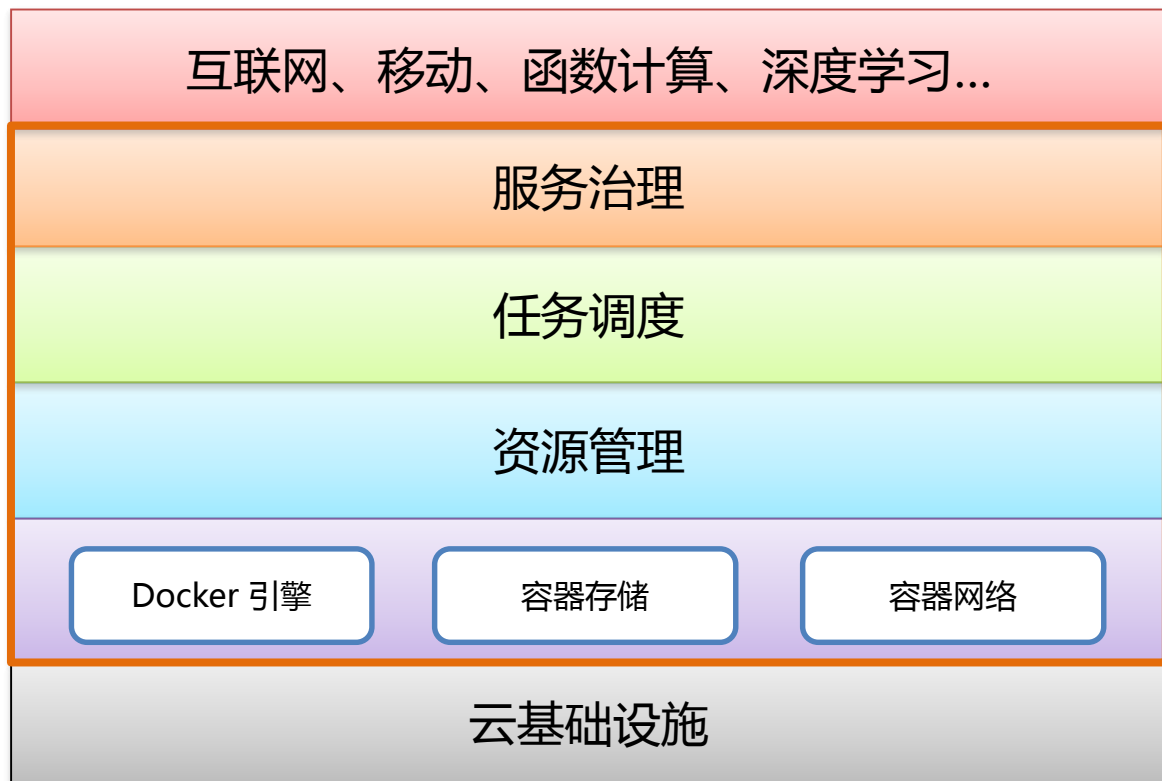 互联网、移动、函数计算、深度学习...
服务治理
任务调度
资源管理
Docker 引擎
容器存储
容器网络
云基础设施